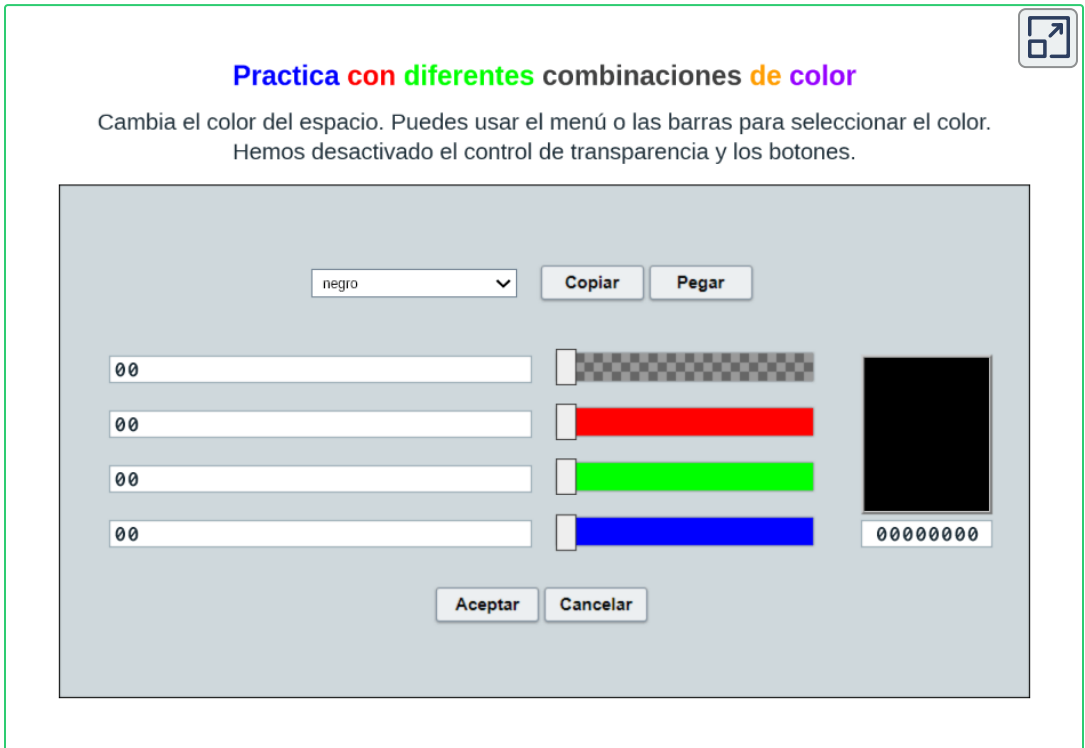 Practica con diferentes combinaciones de color
Cambia el color del espacio. Puedes usar el menú o las barras para seleccionar el color.
Hemos desactivado el control de transparencia y los botones.
negro Copiar Pegar
00
00
00
00 00000000
Aceptar Cancelar